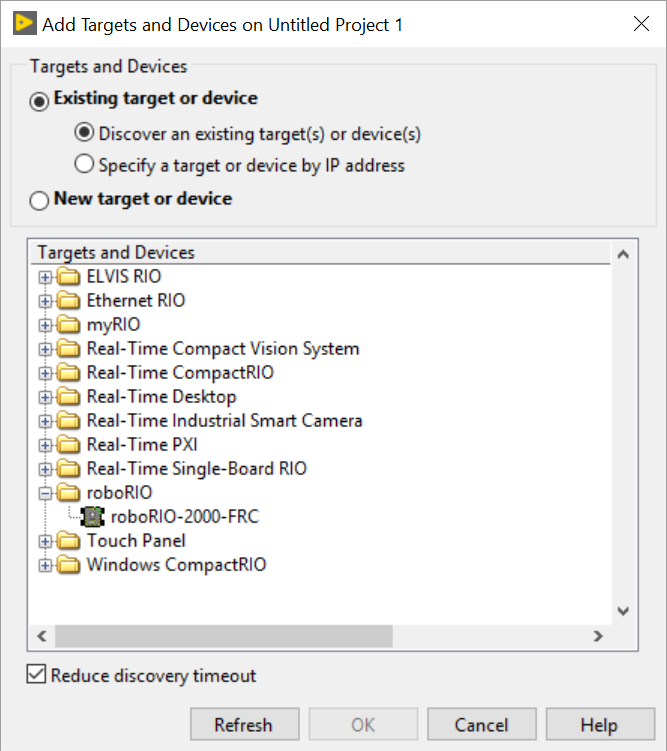 Add Targets and Devices on Untitled Project 1
Targets and Devices
Existing target or device
Discover an existing target(s) or device(s)
Specify a target or device by IP address
New target or device
Targets and Devices
ELVIS RIO
Ethernet RIO
myRIO
Real-Time Compact Vision System
Real-Time CompactRIO
Real-Time Desktop
Real-Time Industrial Smart Camera
Real-Time PXI
Real-Time Single-Board RIO
roboRIO
roboRIO-2000-FRC
Touch Panel
Windows CompactRIO
Reduce discovery timeout
Refresh OK Cancel Help